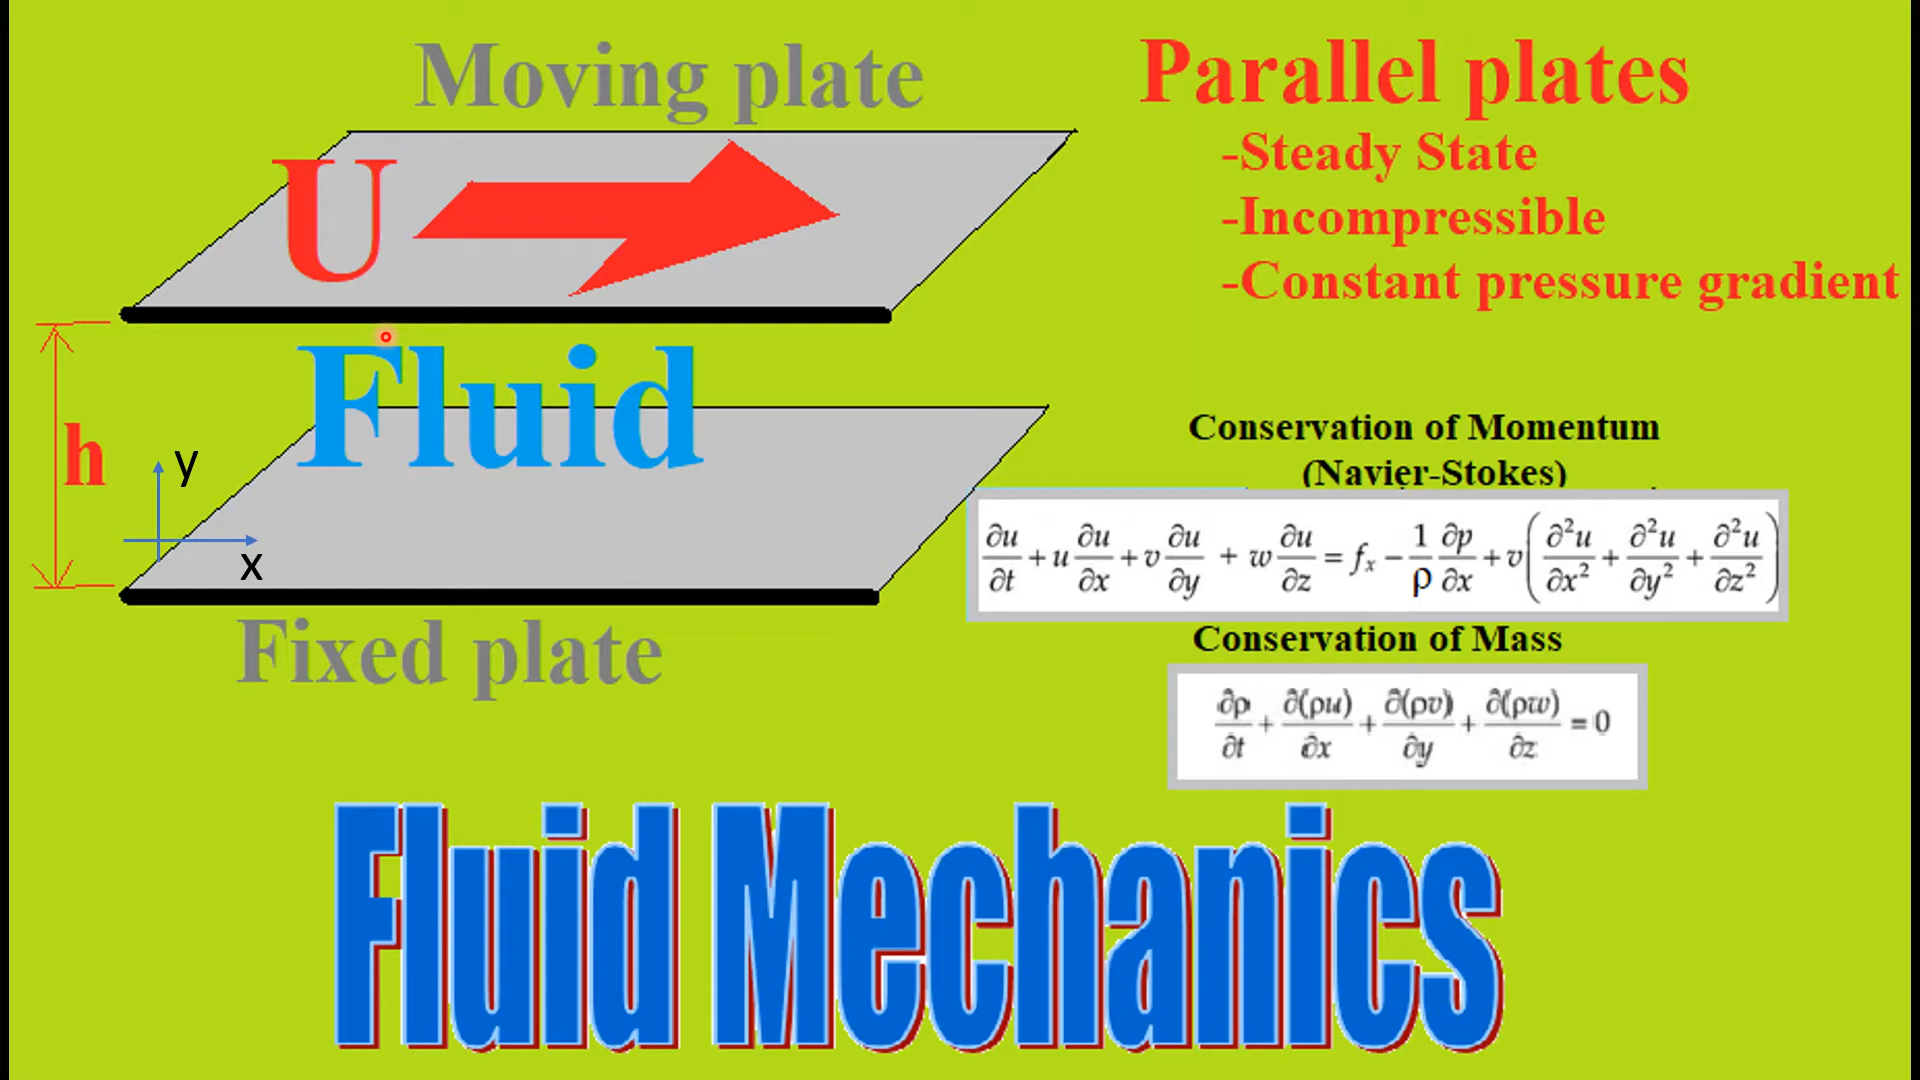 Moving plate
U
Fluid
h
y
x
Fixed plate
Parallel plates
-Steady State
-Incompressible
-Constant pressure gradient
Conservation of Momentum
(Navier-Stokes)
∂u/∂t + u ∂u/∂x + v ∂u/∂y + w ∂u/∂z = fₓ − 1/ρ ∂p/∂x + υ(∂²u/∂x² + ∂²u/∂y² + ∂²u/∂z²)
Conservation of Mass
∂ρ/∂t + ∂(ρu)/∂x + ∂(ρv)/∂y + ∂(ρw)/∂z = 0
Fluid Mechanics